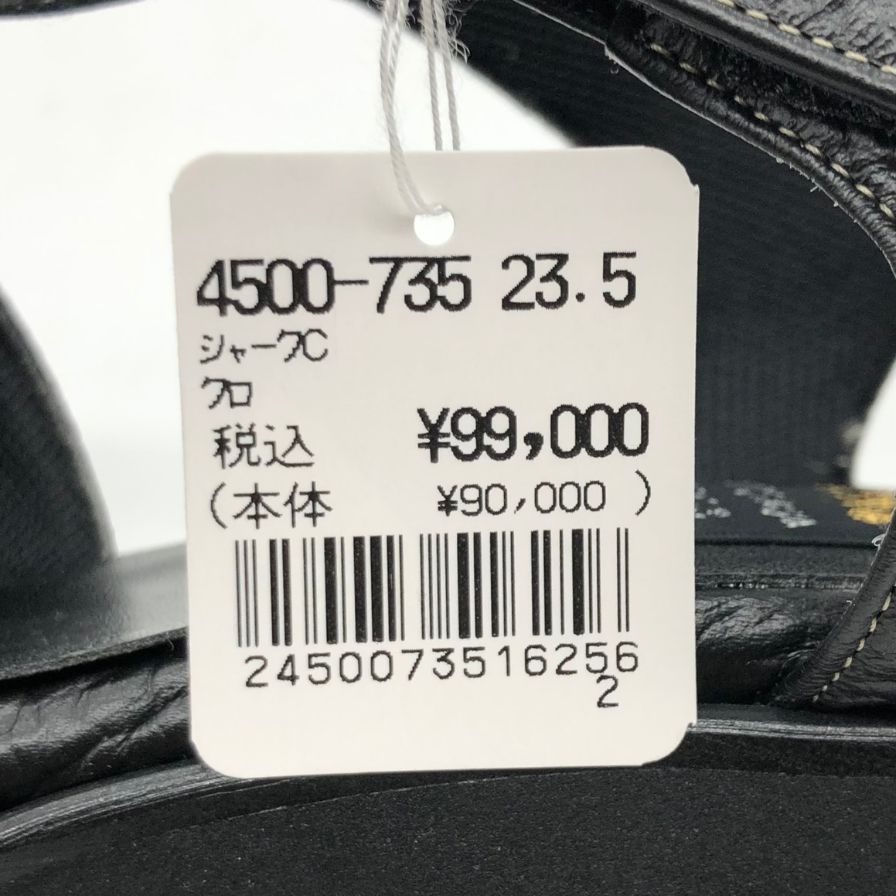 4500-735 23.5
シャークC
クロ
税込 ¥99,000
(本体 ¥90,000 )
2450073516256
2